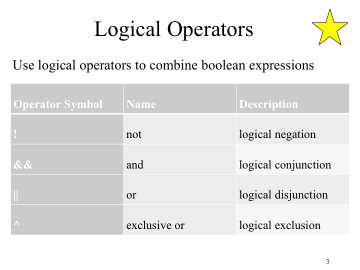 Logical Operators
Use logical operators to combine boolean expressions
Operator Symbol Name Description
! not logical negation
&& and logical conjunction
|| or logical disjunction
^ exclusive or logical exclusion
3